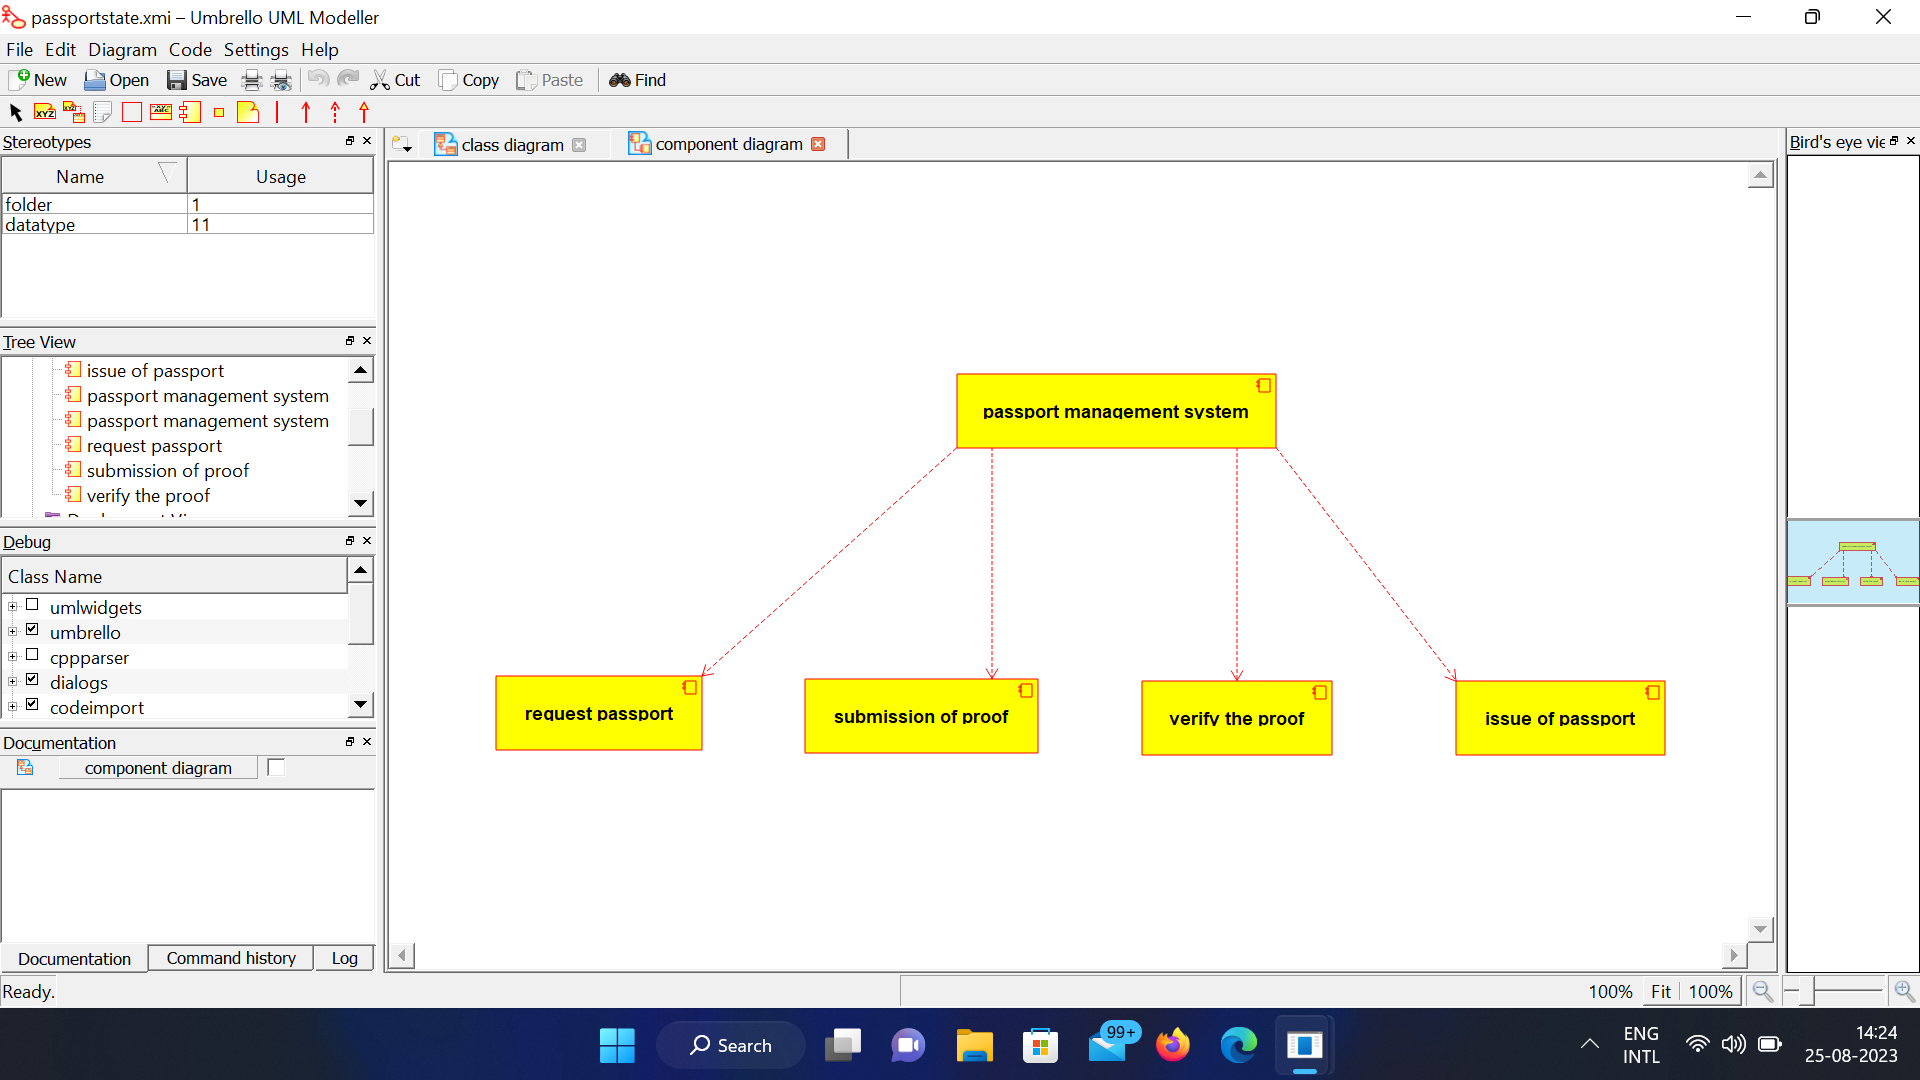 passportstate.xmi – Umbrello UML Modeller
File Edit Diagram Code Settings Help
New Open Save Cut Copy Paste Find
XYZ
Stereotypes
Name Usage
folder 1
datatype 11
Tree View
issue of passport
passport management system
passport management system
request passport
submission of proof
verify the proof
Debug
Class Name
umlwidgets
umbrello
cppparser
dialogs
codeimport
Documentation
component diagram
Documentation Command history Log
class diagram component diagram
passport management system
request passport
submission of proof
verify the proof
issue of passport
Bird's eye vie
Ready.
100% Fit 100%
Search
99+
ENG
INTL
14:24
25-08-2023